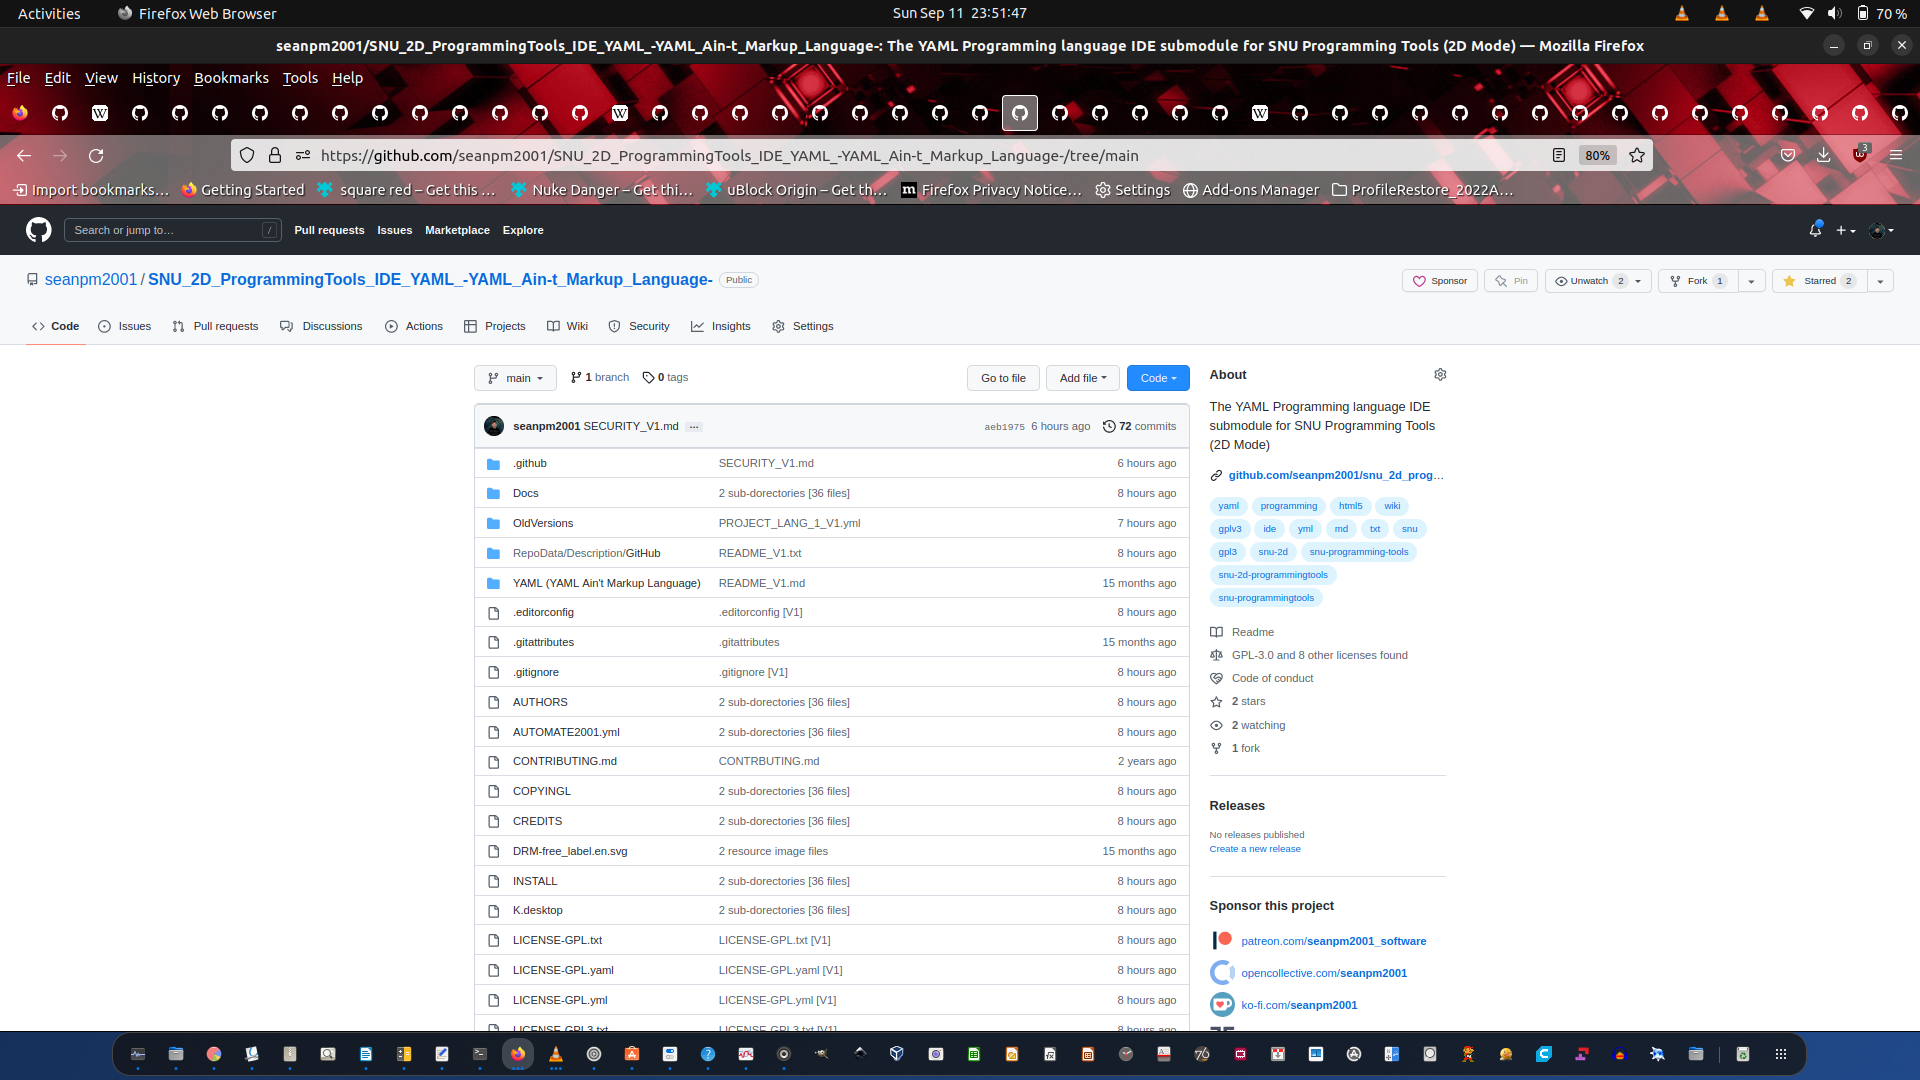 Activities Firefox Web Browser Sun Sep 11 23:51:47 70 %
seanpm2001/SNU_2D_ProgrammingTools_IDE_YAML_-YAML_Ain-t_Markup_Language-: The YAML Programming language IDE submodule for SNU Programming Tools (2D Mode) — Mozilla Firefox
File Edit View History Bookmarks Tools Help
https://github.com/seanpm2001/SNU_2D_ProgrammingTools_IDE_YAML_-YAML_Ain-t_Markup_Language-/tree/main 80% 3
Import bookmarks… Getting Started square red – Get this … Nuke Danger – Get thi… uBlock Origin – Get th… Firefox Privacy Notice… Settings Add-ons Manager ProfileRestore_2022A…
Search or jump to… / Pull requests Issues Marketplace Explore
seanpm2001 / SNU_2D_ProgrammingTools_IDE_YAML_-YAML_Ain-t_Markup_Language- Public Sponsor Pin Unwatch 2 Fork 1 Starred 2
Code Issues Pull requests Discussions Actions Projects Wiki Security Insights Settings
main 1 branch 0 tags Go to file Add file Code
seanpm2001 SECURITY_V1.md ... aeb1975 6 hours ago 72 commits
.github SECURITY_V1.md 6 hours ago
Docs 2 sub-dorectories [36 files] 8 hours ago
OldVersions PROJECT_LANG_1_V1.yml 7 hours ago
RepoData/Description/GitHub README_V1.txt 8 hours ago
YAML (YAML Ain't Markup Language) README_V1.md 15 months ago
.editorconfig .editorconfig [V1] 8 hours ago
.gitattributes .gitattributes 15 months ago
.gitignore .gitignore [V1] 8 hours ago
AUTHORS 2 sub-dorectories [36 files] 8 hours ago
AUTOMATE2001.yml 2 sub-dorectories [36 files] 8 hours ago
CONTRIBUTING.md CONTRBUTING.md 2 years ago
COPYINGL 2 sub-dorectories [36 files] 8 hours ago
CREDITS 2 sub-dorectories [36 files] 8 hours ago
DRM-free_label.en.svg 2 resource image files 15 months ago
INSTALL 2 sub-dorectories [36 files] 8 hours ago
K.desktop 2 sub-dorectories [36 files] 8 hours ago
LICENSE-GPL.txt LICENSE-GPL.txt [V1] 8 hours ago
LICENSE-GPL.yaml LICENSE-GPL.yaml [V1] 8 hours ago
LICENSE-GPL.yml LICENSE-GPL.yml [V1] 8 hours ago
LICENSE-GPL3.txt LICENSE-GPL3.txt [V1] 8 hours ago
About
The YAML Programming language IDE
submodule for SNU Programming Tools
(2D Mode)
github.com/seanpm2001/snu_2d_prog…
yaml programming html5 wiki
gplv3 ide yml md txt snu
gpl3 snu-2d snu-programming-tools
snu-2d-programmingtools
snu-programmingtools
Readme
GPL-3.0 and 8 other licenses found
Code of conduct
2 stars
2 watching
1 fork
Releases
No releases published
Create a new release
Sponsor this project
patreon.com/seanpm2001_software
opencollective.com/seanpm2001
ko-fi.com/seanpm2001